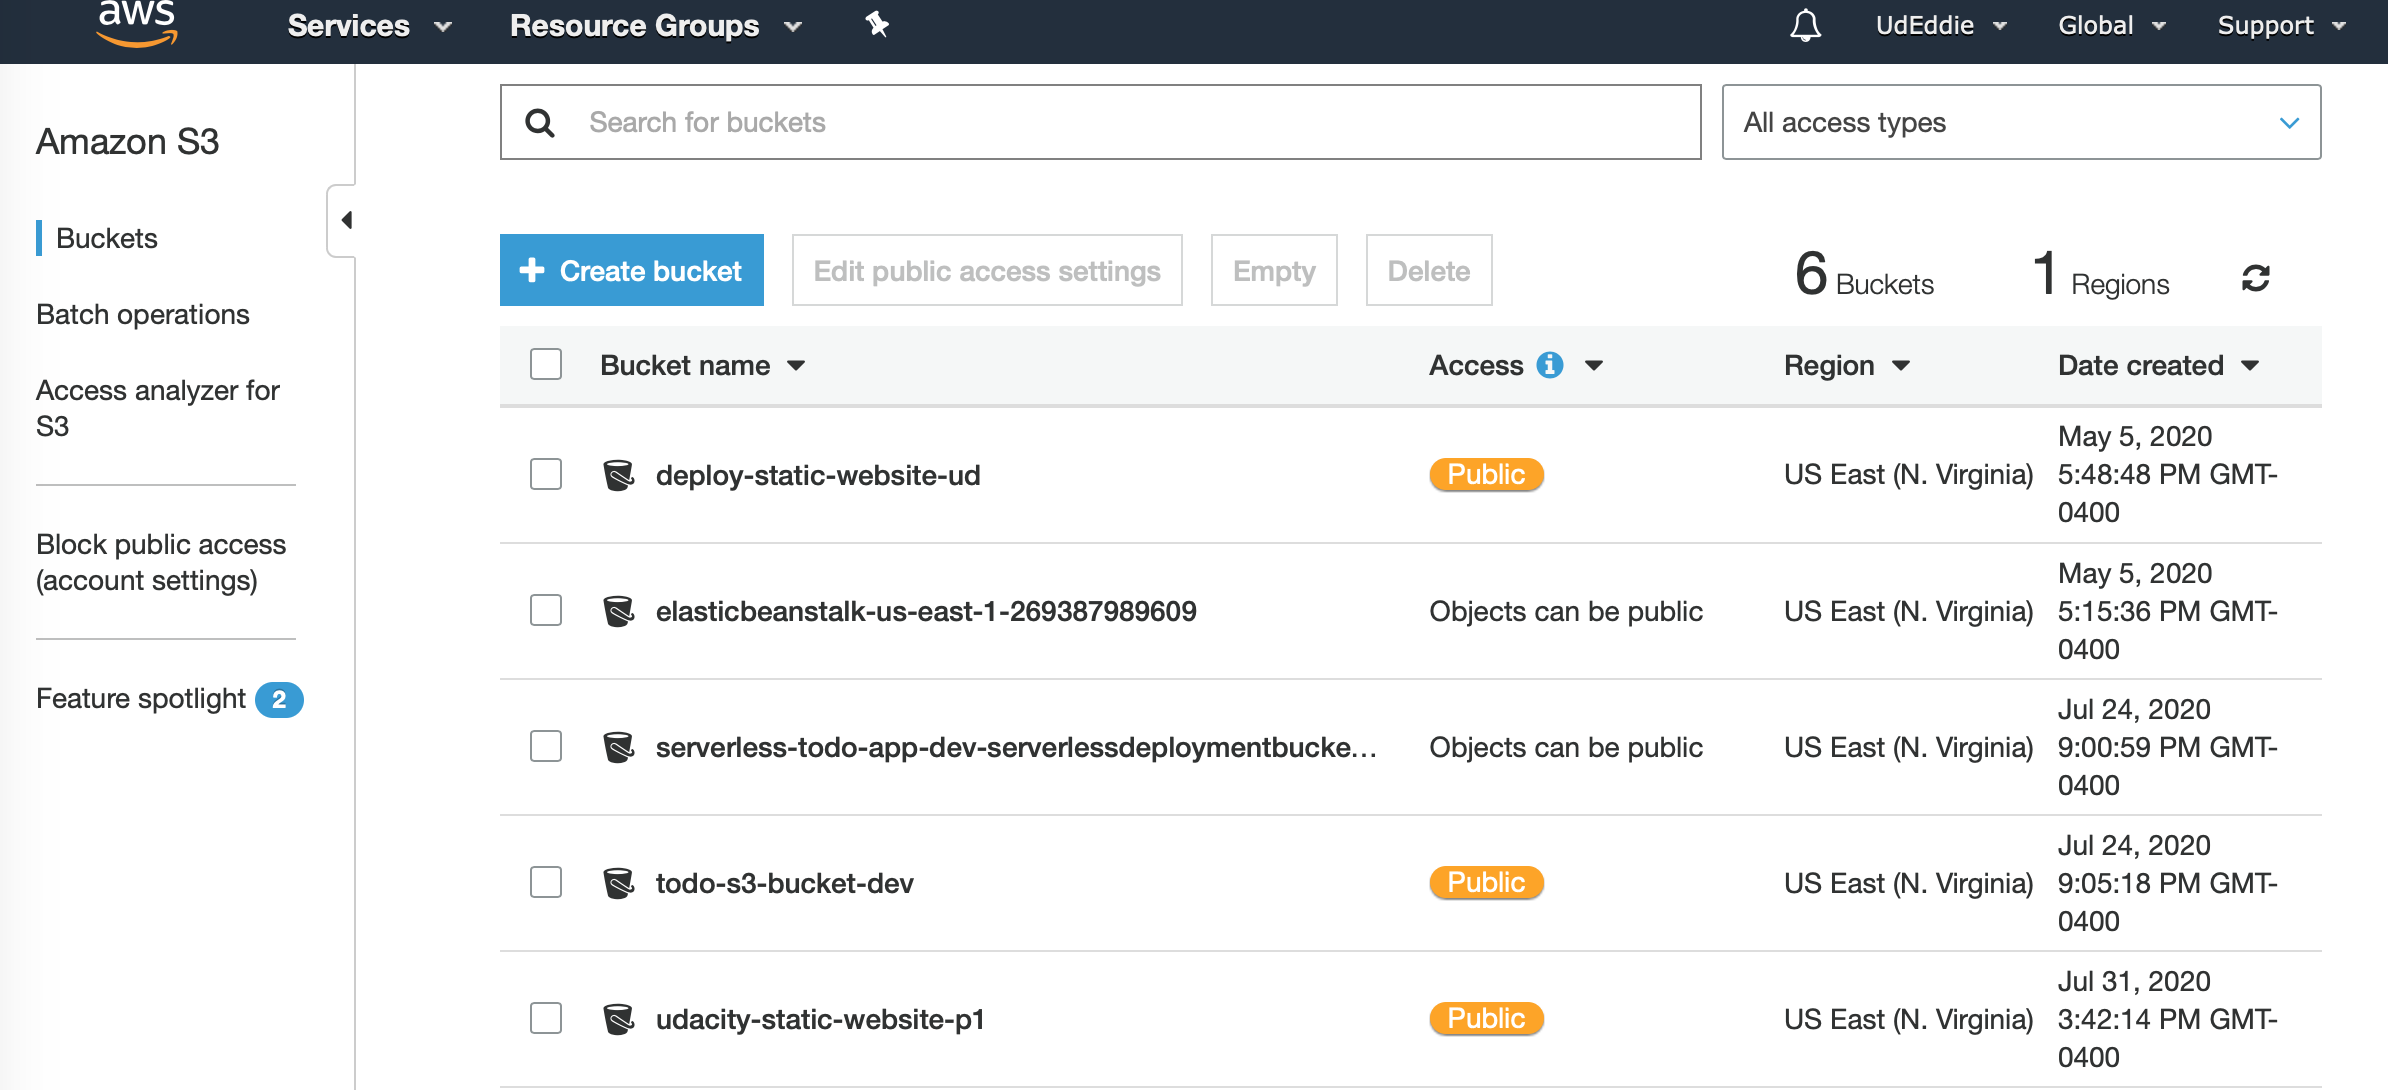 aws Services Resource Groups UdEddie Global Support
Amazon S3
Buckets
Batch operations
Access analyzer for
S3
Block public access
(account settings)
Feature spotlight 2
Search for buckets All access types
Create bucket Edit public access settings Empty Delete 6 Buckets 1 Regions
Bucket name Access Region Date created
deploy-static-website-ud Public US East (N. Virginia) May 5, 2020
5:48:48 PM GMT-
0400
elasticbeanstalk-us-east-1-269387989609 Objects can be public US East (N. Virginia) May 5, 2020
5:15:36 PM GMT-
0400
serverless-todo-app-dev-serverlessdeploymentbucke... Objects can be public US East (N. Virginia) Jul 24, 2020
9:00:59 PM GMT-
0400
todo-s3-bucket-dev Public US East (N. Virginia) Jul 24, 2020
9:05:18 PM GMT-
0400
udacity-static-website-p1 Public US East (N. Virginia) Jul 31, 2020
3:42:14 PM GMT-
0400